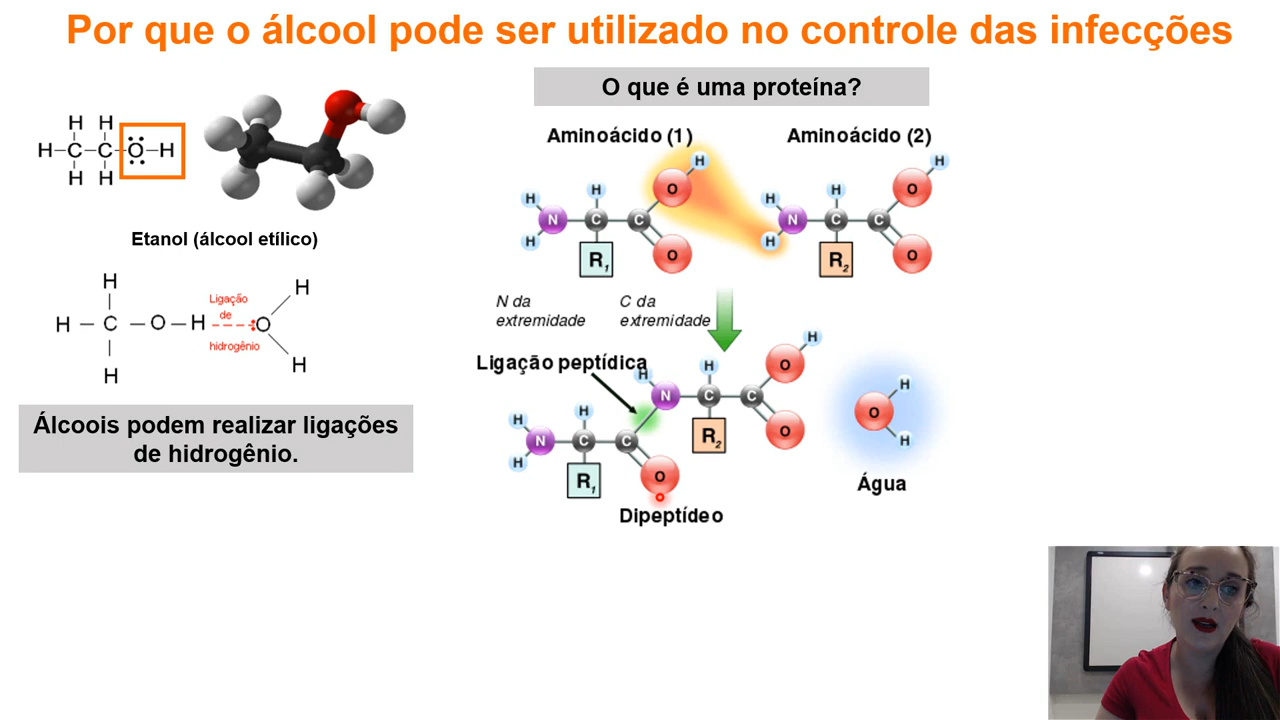 Por que o álcool pode ser utilizado no controle das infecções
H H
H-C-C-Ö-H
H H
Etanol (álcool etílico)
H
H
Ligação
de
H – C – O – H
O
hidrogênio
H
H
Álcoois podem realizar ligações
de hidrogênio.
O que é uma proteína?
Aminoácido (1)
H
H
H
O
N
C
C
H
R1
O
Aminoácido (2)
H
H
H
O
N
C
C
H
R2
O
N da
extremidade
C da
extremidade
Ligação peptídica
H
H
H
O
N
C
C
R2
O
H
H
N
C
C
H
R1
O
Dipeptídeo
H
O
H
Água